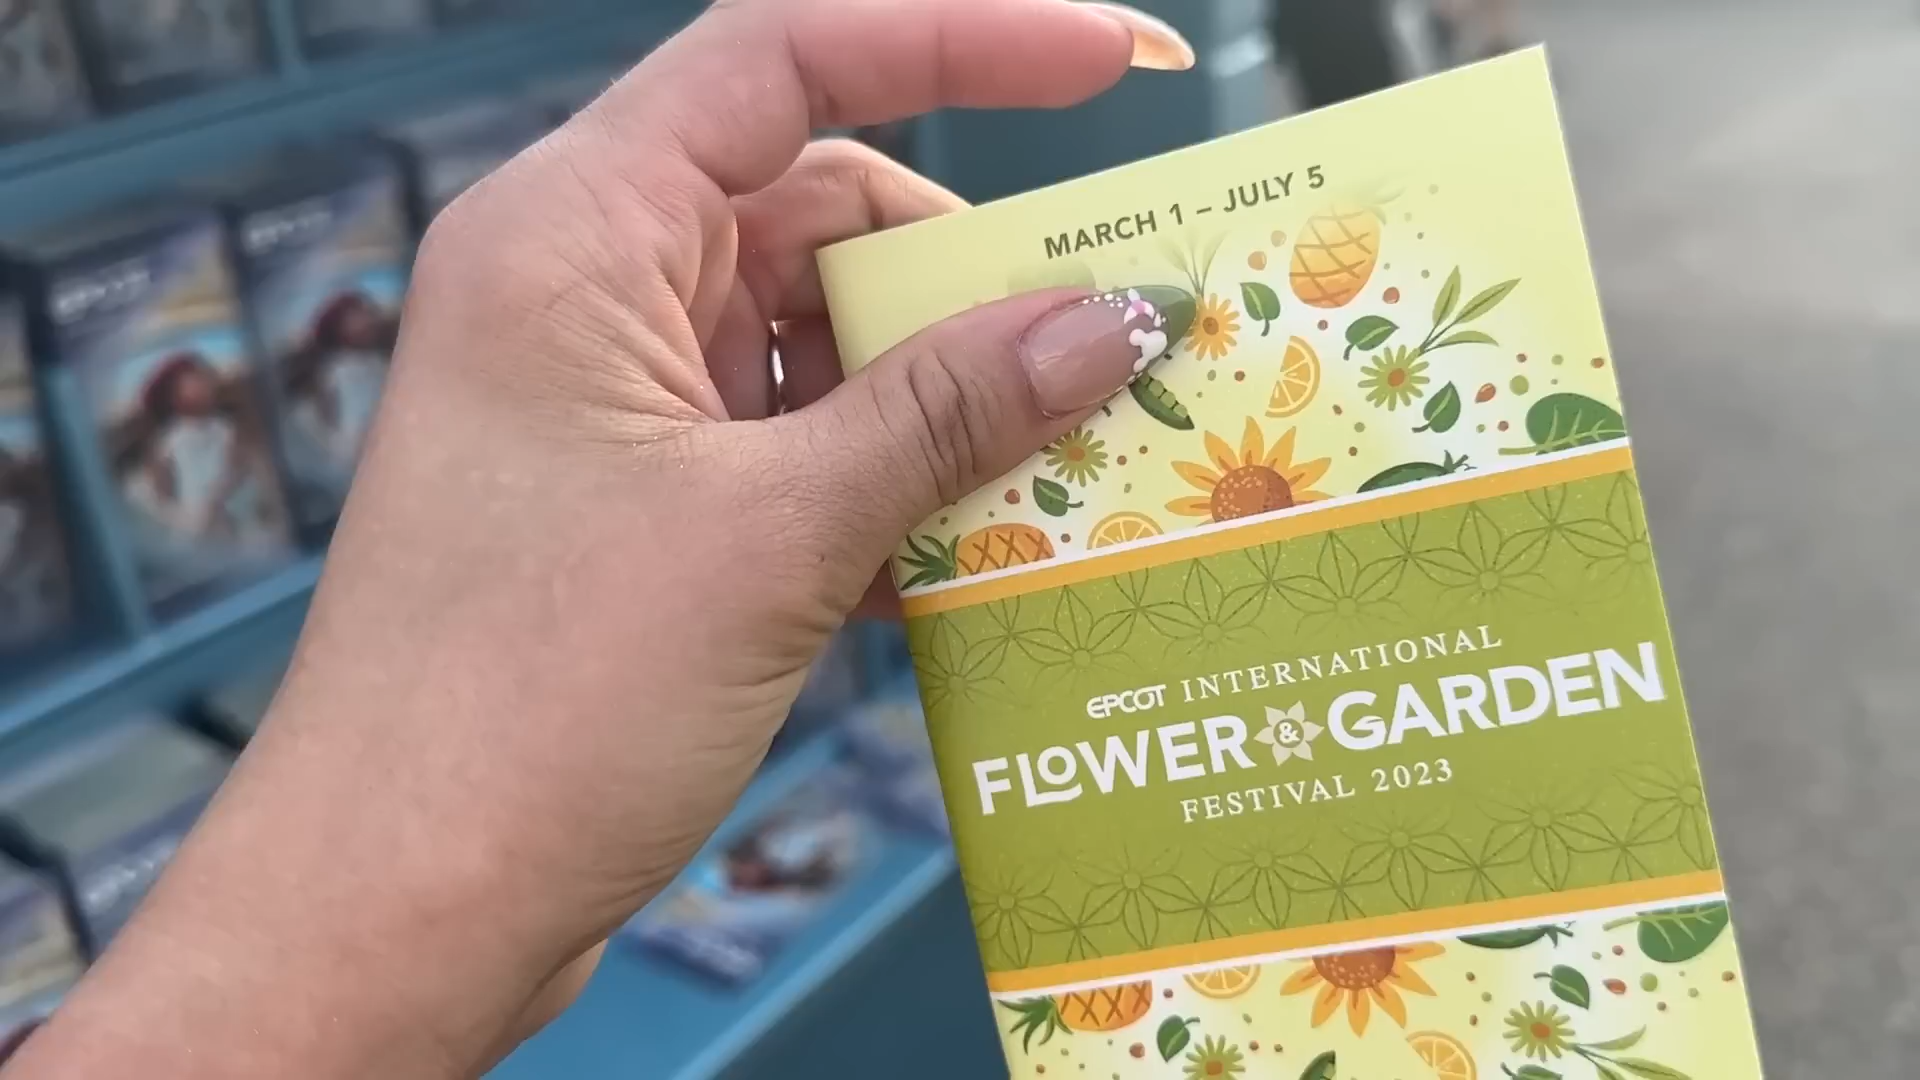 MARCH 1 – JULY 5
EPCOT INTERNATIONAL
FLOWER & GARDEN
FESTIVAL 2023